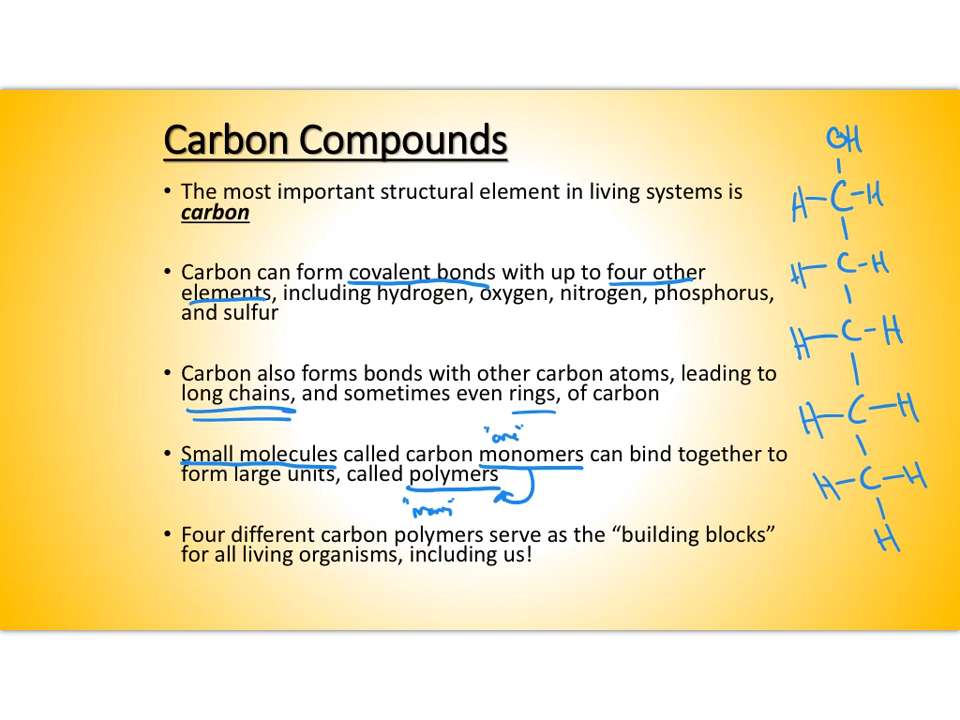 Carbon Compounds
• The most important structural element in living systems is
carbon
• Carbon can form covalent bonds with up to four other
elements, including hydrogen, oxygen, nitrogen, phosphorus,
and sulfur
• Carbon also forms bonds with other carbon atoms, leading to
long chains, and sometimes even rings, of carbon
"one"
• Small molecules called carbon monomers can bind together to
form large units, called polymers
"many"
• Four different carbon polymers serve as the “building blocks”
for all living organisms, including us!
OH
H-C-H
H-C-H
H-C-H
H-C-H
H-C-H
H